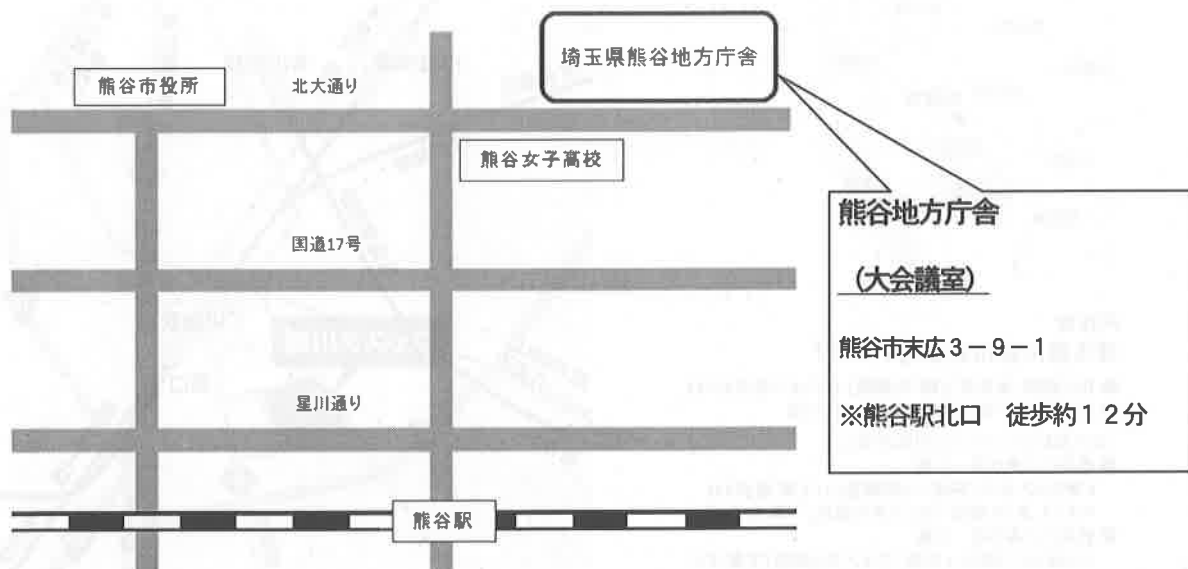 埼玉県熊谷地方庁舎
熊谷市役所
北大通り
熊谷女子高校
国道17号
星川通り
熊谷駅
熊谷地方庁舎
(大会議室)
熊谷市末広3－9－1
※熊谷駅北口　徒歩約12分